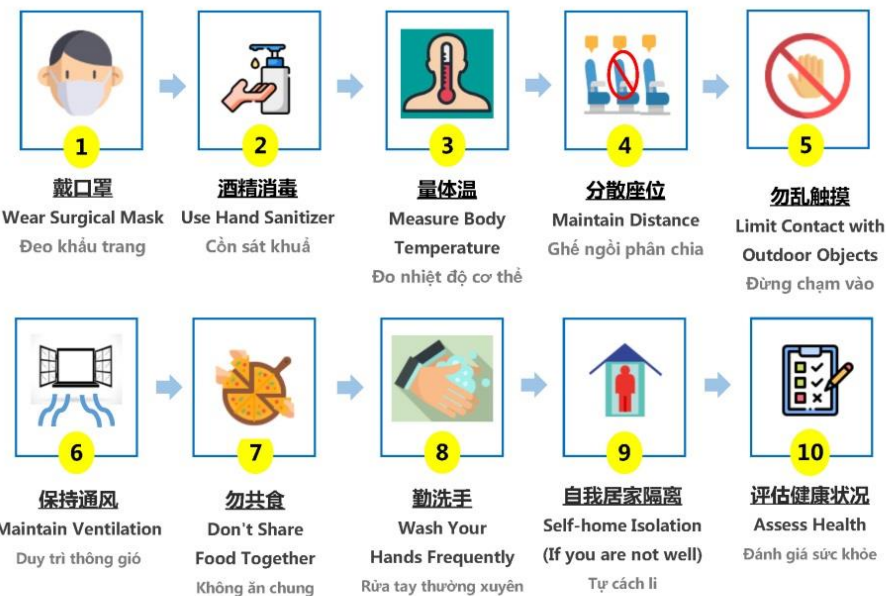 1
戴口罩
Wear Surgical Mask
Đeo khẩu trang
2
酒精消毒
Use Hand Sanitizer
Cồn sát khuẩ
3
量体温
Measure Body
Temperature
Đo nhiệt độ cơ thể
4
分散座位
Maintain Distance
Ghế ngồi phân chia
5
勿乱触摸
Limit Contact with
Outdoor Objects
Đừng chạm vào
6
保持通风
Maintain Ventilation
Duy trì thông gió
7
勿共食
Don't Share
Food Together
Không ăn chung
8
勤洗手
Wash Your
Hands Frequently
Rửa tay thường xuyên
9
自我居家隔离
Self-home Isolation
(If you are not well)
Tự cách li
10
评估健康状况
Assess Health
Đánh giá sức khỏe